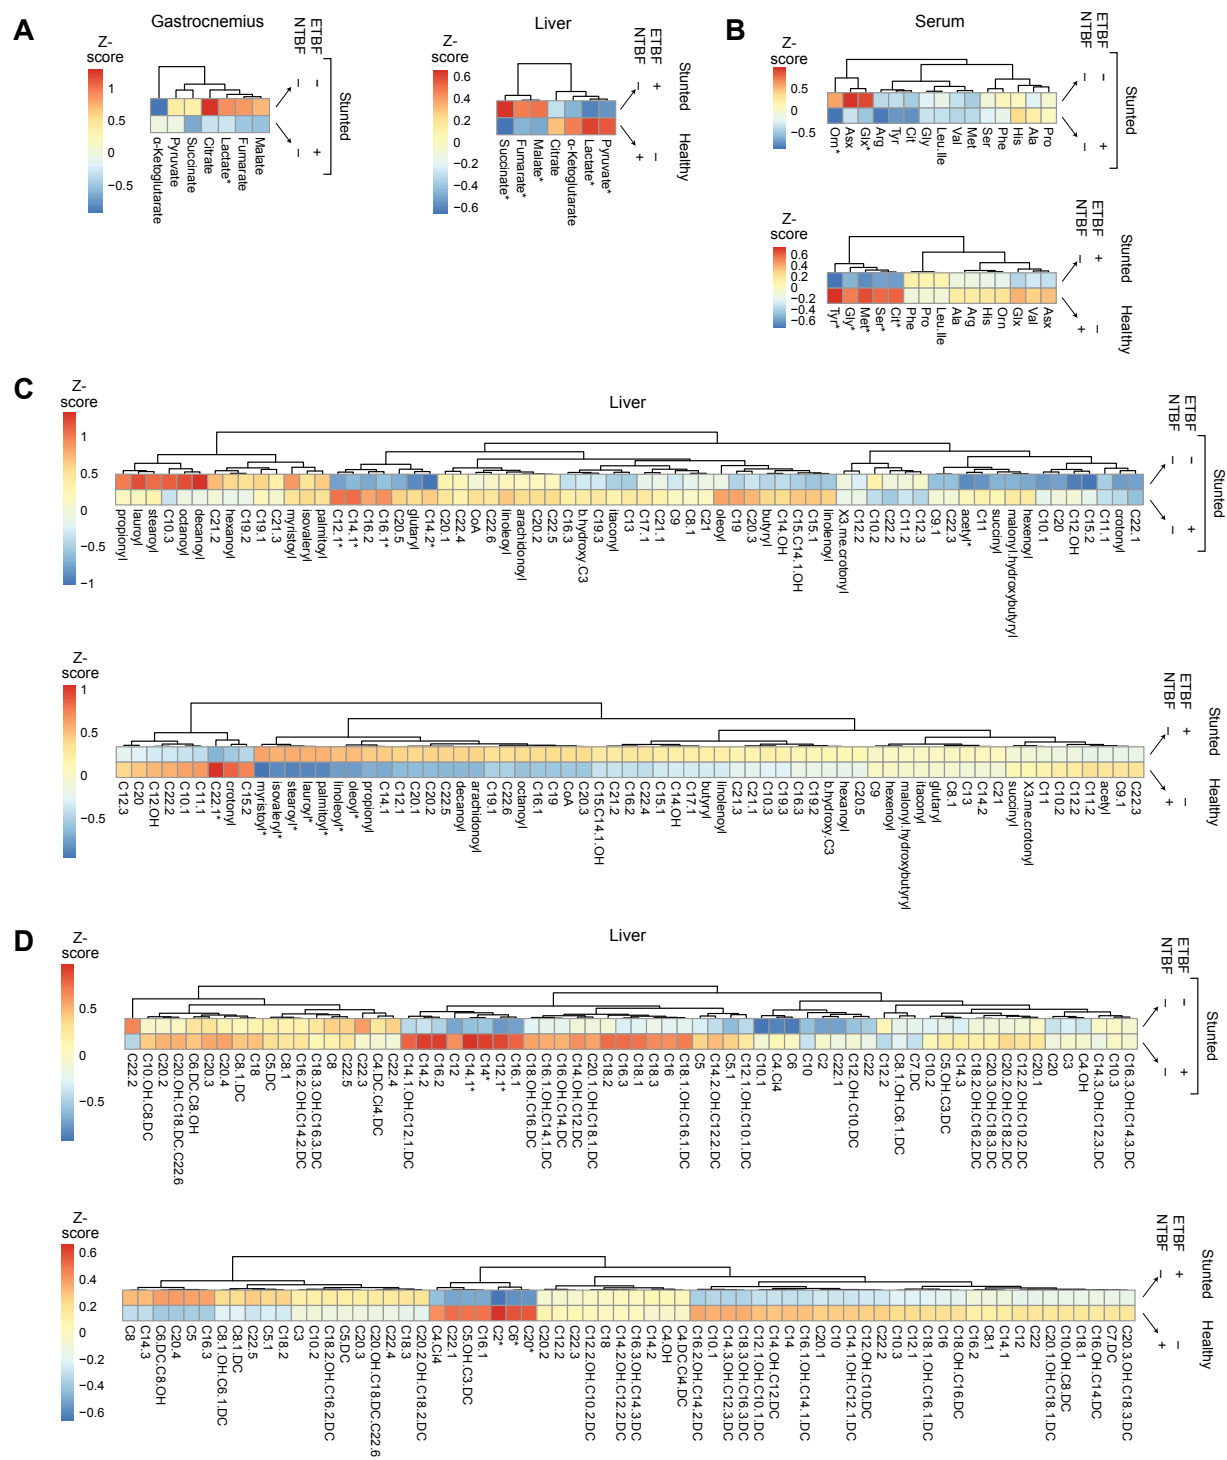 A
Gastrocnemius
Z-
score
1
0.5
0
−0.5
α-Ketoglutarate
Pyruvate
Succinate
Citrate
Lactate*
Fumarate
Malate
NTBF
ETBF
− −
− +
Stunted
Liver
Z-
score
0.6
0.4
0.2
0
−0.2
−0.4
−0.6
Succinate*
Fumarate*
Malate*
Citrate
α-Ketoglutarate
Lactate*
Pyruvate*
NTBF
ETBF
− +
+ −
Stunted
Healthy
B
Serum
Z-
score
0.5
0
−0.5
Orn*
Asx
Glx*
Arg
Tyr
Cit
Gly
Leu.Ile
Val
Met
Ser
Phe
His
Ala
Pro
NTBF
ETBF
− −
− +
Stunted
Z-
score
0.6
0.4
0.2
0
−0.2
−0.4
−0.6
Tyr*
Gly*
Met*
Ser*
Cit*
Phe
Pro
Leu.Ile
Ala
Arg
His
Orn
Glx
Val
Asx
NTBF
ETBF
− +
+ −
Stunted
Healthy
C
Liver
Z-
score
1
0.5
0
−0.5
−1
propionyl
lauroyl
stearoyl
C10.3
octanoyl
decanoyl
C21.2
hexanoyl
C19.2
C19.1
C21.3
myristoyl
isovaleryl
palmitoyl
C12.1*
C14.1*
C16.2
C16.1*
C20.5
glutaryl
C14.2*
C20.1
C22.4
CoA
C22.6
linoleoyl
arachidonoyl
C20.2
C22.5
C16.3
b.hydroxy.C3
C19.3
itaconyl
C13
C17.1
C21.1
C9
C8.1
C21
oleoyl
C19
C20.3
butyryl
C14.OH
C15.C14.1.OH
C15.1
linolenoyl
X3.me.crotonyl
C12.2
C10.2
C22.2
C11.2
C12.3
C9.1
C22.3
acetyl*
C11
succinyl
malonyl.hydroxybutyryl
hexenoyl
C10.1
C20
C12.OH
C15.2
C11.1
crotonyl
C22.1
NTBF
ETBF
− −
− +
Stunted
Z-
score
1
0.5
0
−0.5
C12.3
C20
C12.OH
C22.2
C10.1
C11.1
C22.1*
crotonyl
C15.2
myristoyl*
isovaleryl*
stearoyl*
lauroyl*
palmitoyl*
linoleoyl*
oleoyl*
propionyl
C14.1
C12.1
C20.1
C20.2
C22.5
decanoyl
arachidonoyl
C19.1
C22.6
octanoyl
C16.1
C19
CoA
C20.3
C15.C14.1.OH
C21.2
C16.2
C22.4
C15.1
C14.OH
C17.1
butyryl
linolenoyl
C21.3
C21.1
C10.3
C19.3
C16.3
C19.2
b.hydroxy.C3
hexanoyl
C20.5
C9
hexenoyl
malonyl.hydroxybutyryl
itaconyl
glutaryl
C8.1
C13
C14.2
C21
succinyl
X3.me.crotonyl
C11
C10.2
C12.2
C11.2
acetyl
C9.1
C22.3
NTBF
ETBF
− +
+ −
Stunted
Healthy
D
Liver
Z-
score
0.5
0
−0.5
C22.2
C10.OH.C8.DC
C20.2
C20.OH.C18.DC.C22.6
C6.DC.C8.OH
C20.3
C20.4
C8.1.DC
C18
C5.DC
C8.1
C16.2.OH.C14.2.DC
C18.3.OH.C16.3.DC
C8
C22.5
C22.3
C4.DC.Ci4.DC
C22.4
C14.1.OH.C12.1.DC
C14.2
C16.2
C12
C14.1*
C14*
C12.1*
C16.1
C18.OH.C16.DC
C16.1.OH.C14.1.DC
C16.OH.C14.DC
C14.OH.C12.DC
C20.1.OH.C18.1.DC
C18.2
C16.3
C18.1
C18.3
C16
C18.1.OH.C16.1.DC
C5
C14.2.OH.C12.2.DC
C5.1
C12.1.OH.C10.1.DC
C10.1
C4.Ci4
C6
C10
C2
C22.1
C12.OH.C10.DC
C22
C12.2
C8.1.OH.C6.1.DC
C7.DC
C10.2
C5.OH.C3.DC
C14.3
C18.2.OH.C16.2.DC
C20.3.OH.C18.3.DC
C20.2.OH.C18.2.DC
C12.2.OH.C10.2.DC
C20.1
C20
C3
C4.OH
C14.3.OH.C12.3.DC
C10.3
C16.3.OH.C14.3.DC
NTBF
ETBF
− −
− +
Stunted
Z-
score
0.6
0.4
0.2
0
−0.2
−0.4
−0.6
C8
C14.3
C6.DC.C8.OH
C20.4
C5
C16.3
C8.1.OH.C6.1.DC
C8.1.DC
C22.5
C5.1
C18.2
C3
C10.2
C18.2.OH.C16.2.DC
C5.DC
C20.3
C20.OH.C18.DC.C22.6
C22.4
C18.3
C20.2.OH.C18.2.DC
C4.Ci4
C22.1
C5.OH.C3.DC
C16.1
C2*
C6*
C20*
C20.2
C12.2
C22.3
C12.2.OH.C10.2.DC
C18
C14.2.OH.C12.2.DC
C16.3.OH.C14.3.DC
C14.2
C4.OH
C4.DC.Ci4.DC
C16.2.OH.C14.2.DC
C10.1
C14.3.OH.C12.3.DC
C18.3.OH.C16.3.DC
C12.1.OH.C10.1.DC
C14.OH.C12.DC
C14
C16.1.OH.C14.1.DC
C20.1
C10
C14.1.OH.C12.1.DC
C12.OH.C10.DC
C22.2
C10.3
C12.1
C18.1.OH.C16.1.DC
C16
C18.OH.C16.DC
C16.2
C8.1
C14.1
C12
C22
C20.1.OH.C18.1.DC
C10.OH.C8.DC
C18.1
C16.OH.C14.DC
C7.DC
C20.3.OH.C18.3.DC
NTBF
ETBF
− +
+ −
Stunted
Healthy